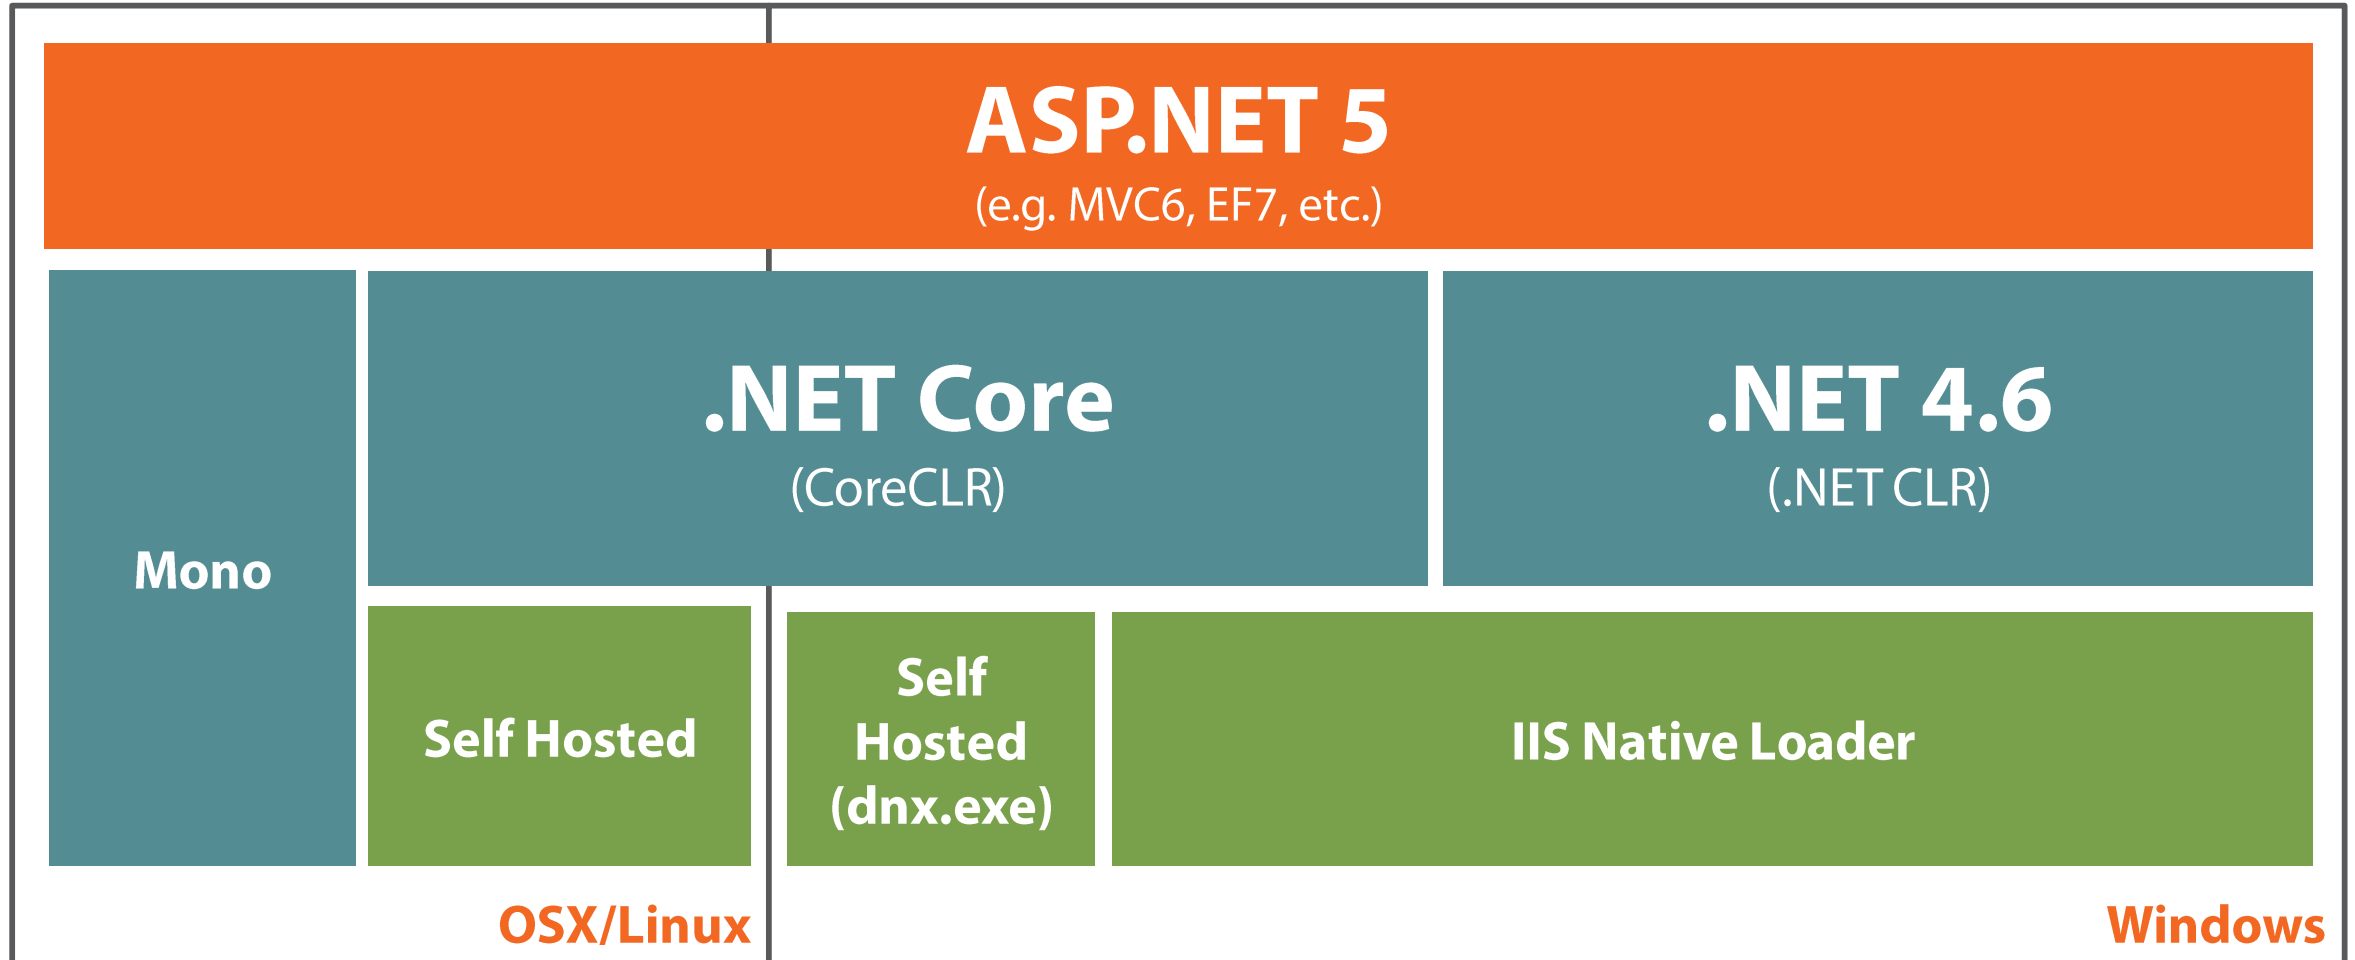 ASP.NET 5
(e.g. MVC6, EF7, etc.)
.NET Core
(CoreCLR)
.NET 4.6
(.NET CLR)
Mono
Self Hosted
Self
Hosted
(dnx.exe)
IIS Native Loader
OSX/Linux
Windows